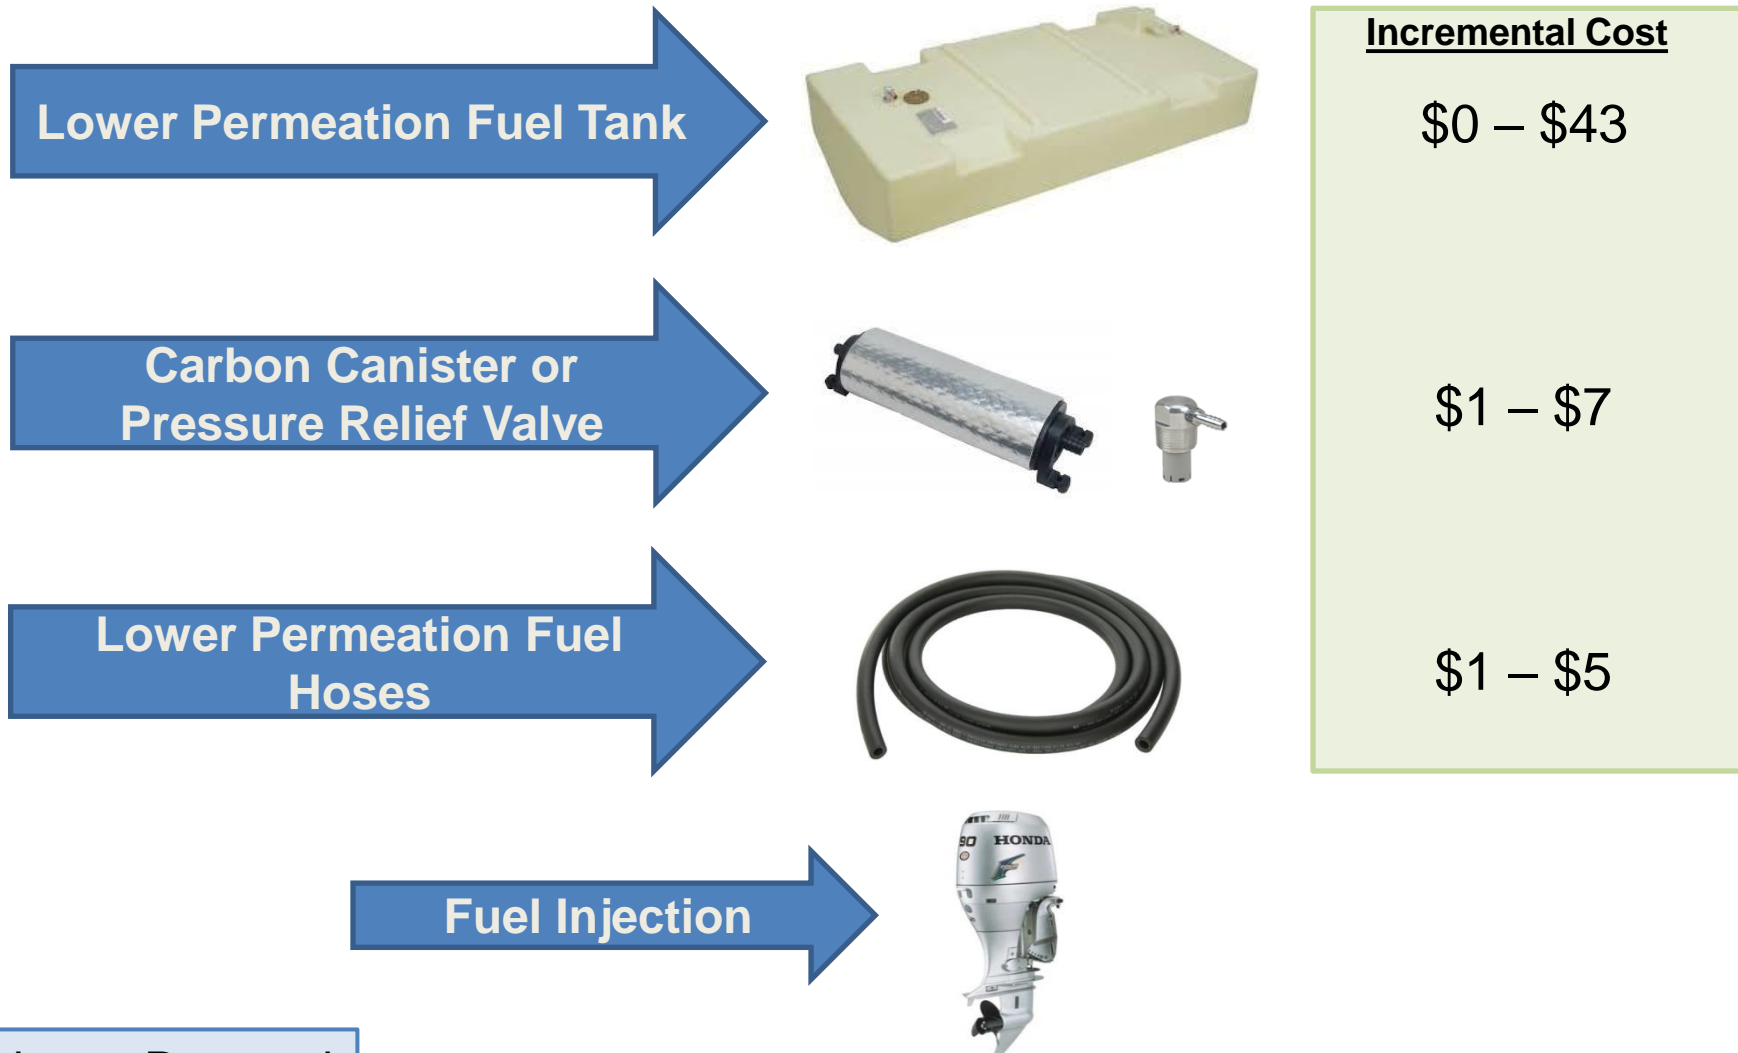 Incremental Cost
Lower Permeation Fuel Tank
$0 – $43
Carbon Canister or
Pressure Relief Valve
$1 – $7
Lower Permeation Fuel
Hoses
$1 – $5
90 HONDA
Fuel Injection